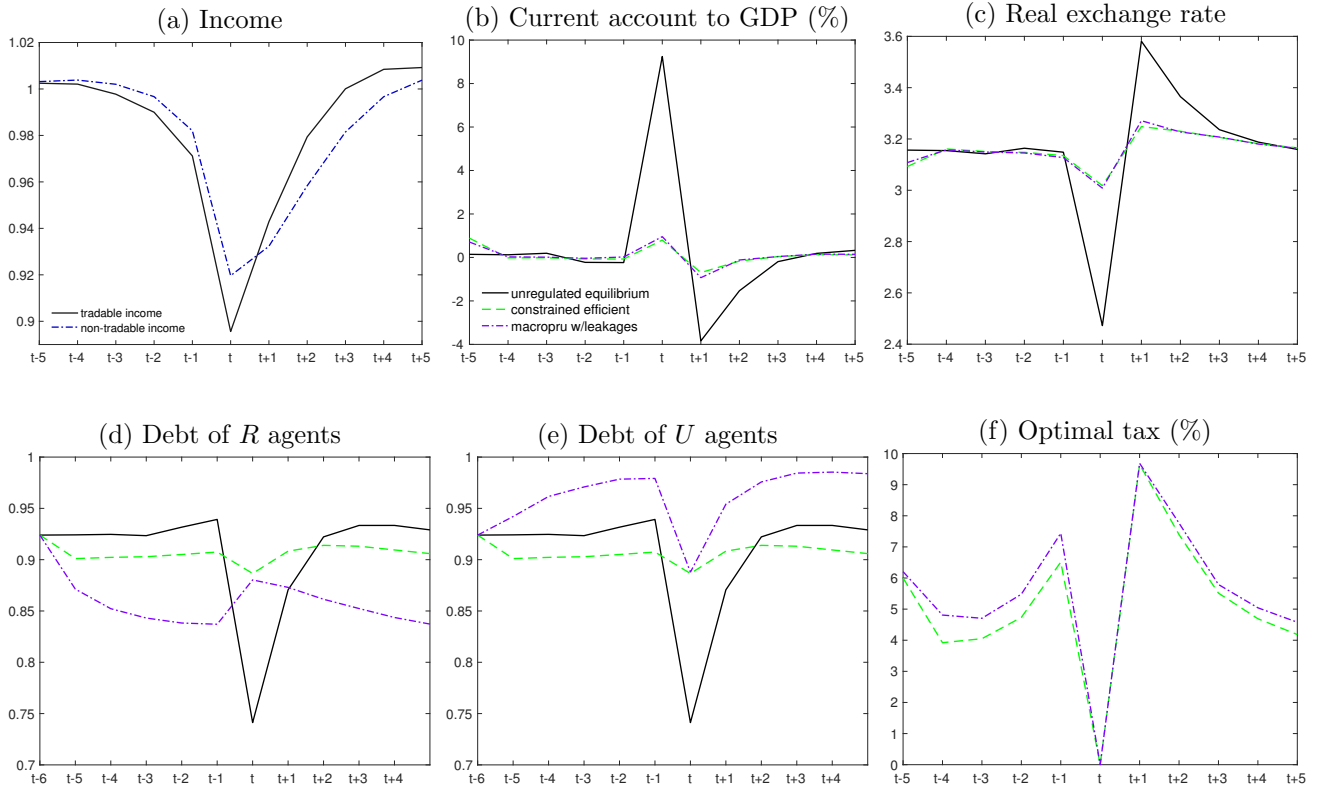 (a) Income
1.02
1
0.98
0.96
0.94
0.92
0.9
tradable income
non-tradable income
t-5 t-4 t-3 t-2 t-1 t t+1 t+2 t+3 t+4 t+5
(b) Current account to GDP (%)
10
8
6
4
2
0
-2
-4
unregulated equilibrium
constrained efficient
macropru w/leakages
t-5 t-4 t-3 t-2 t-1 t t+1 t+2 t+3 t+4 t+5
(c) Real exchange rate
3.6
3.4
3.2
3
2.8
2.6
2.4
t-5 t-4 t-3 t-2 t-1 t t+1 t+2 t+3 t+4 t+5
(d) Debt of R agents
1
0.95
0.9
0.85
0.8
0.75
0.7
t-6 t-5 t-4 t-3 t-2 t-1 t t+1 t+2 t+3 t+4
(e) Debt of U agents
1
0.95
0.9
0.85
0.8
0.75
0.7
t-6 t-5 t-4 t-3 t-2 t-1 t t+1 t+2 t+3 t+4
(f) Optimal tax (%)
10
9
8
7
6
5
4
3
2
1
0
t-5 t-4 t-3 t-2 t-1 t t+1 t+2 t+3 t+4 t+5